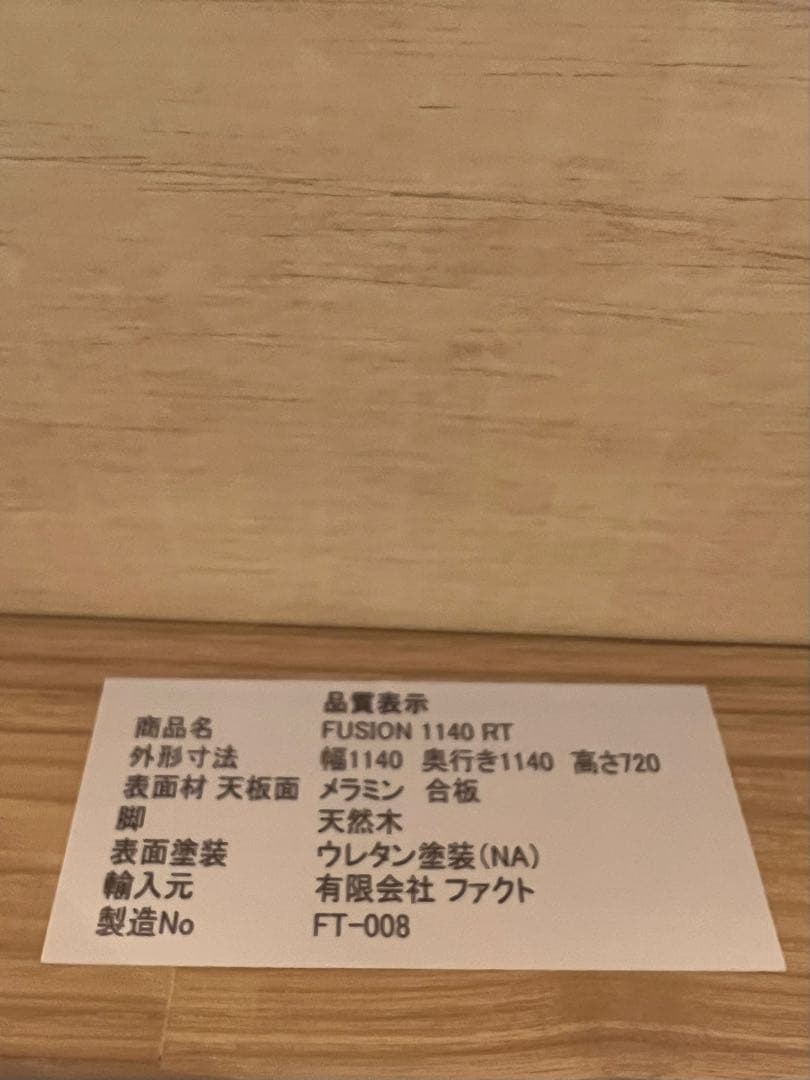 品質表示
商品名 FUSION 1140 RT
外形寸法 幅1140 奥行き1140 高さ720
表面材 天板面 メラミン 合板
脚 天然木
表面塗装 ウレタン塗装(NA)
輸入元 有限会社 ファクト
製造No FT-008